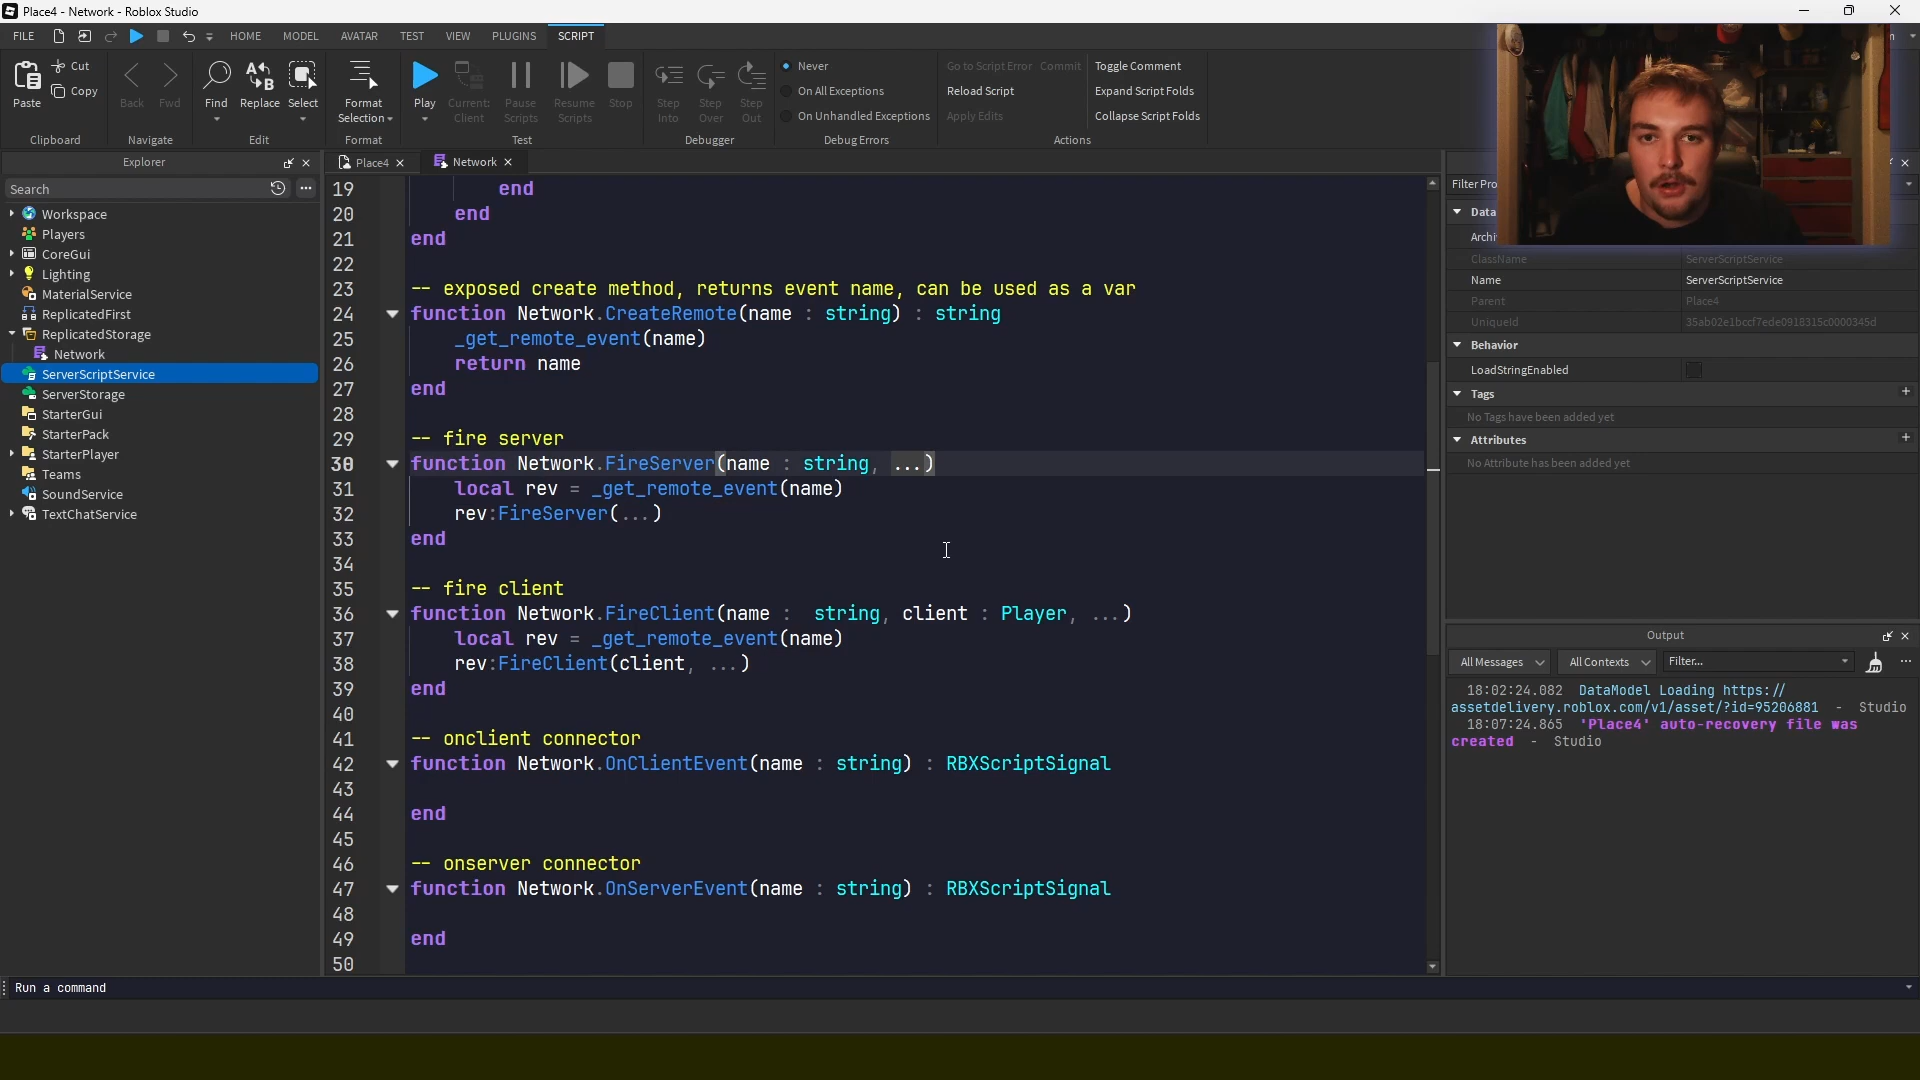 Place4 - Network - Roblox Studio
FILE HOME MODEL AVATAR TEST VIEW PLUGINS SCRIPT
Paste Cut Copy Back Fwd Find Replace Select Format Selection Play Current: Client Pause Scripts Resume Scripts Stop Step Into Step Over Step Out
Never Go to Script Error Commit Toggle Comment
On All Exceptions Reload Script Expand Script Folds
On Unhandled Exceptions Apply Edits Collapse Script Folds
Clipboard Navigate Edit Format Test Debugger Debug Errors Actions
Explorer
Search
Workspace
Players
CoreGui
Lighting
MaterialService
ReplicatedFirst
ReplicatedStorage
Network
ServerScriptService
ServerStorage
StarterGui
StarterPack
StarterPlayer
Teams
SoundService
TextChatService
Place4 Network
19 end
20 end
21 end
22
23 -- exposed create method, returns event name, can be used as a var
24 function Network.CreateRemote(name : string) : string
25 _get_remote_event(name)
26 return name
27 end
28
29 -- fire server
30 function Network.FireServer(name : string, ...)
31 local rev = _get_remote_event(name)
32 rev:FireServer(...)
33 end
34
35 -- fire client
36 function Network.FireClient(name :  string, client : Player, ...)
37 local rev = _get_remote_event(name)
38 rev:FireClient(client, ...)
39 end
40
41 -- onclient connector
42 function Network.OnClientEvent(name : string) : RBXScriptSignal
43
44 end
45
46 -- onserver connector
47 function Network.OnServerEvent(name : string) : RBXScriptSignal
48
49 end
50
Filter Pro
Data
Archi
ClassName ServerScriptService
Name ServerScriptService
Parent Place4
UniqueId 35ab02e1bccf7ede0918315c0000345d
Behavior
LoadStringEnabled
Tags
No Tags have been added yet
Attributes
No Attribute has been added yet
Output
All Messages All Contexts Filter...
18:02:24.082 DataModel Loading https://
assetdelivery.roblox.com/v1/asset/?id=95206881 - Studio
18:07:24.865 'Place4' auto-recovery file was
created - Studio
Run a command